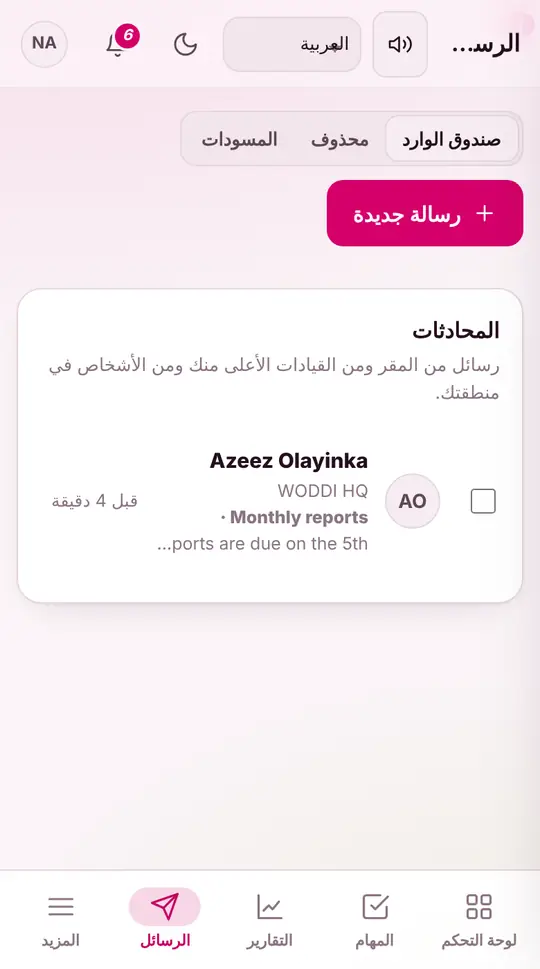 الرسـ...
العربية
6
NA
صندوق الوارد
محذوف
المسودات
رسالة جديدة
المحادثات
رسائل من المقر ومن القيادات الأعلى منك ومن الأشخاص في
منطقتك.
AO
Azeez Olayinka
WODDI HQ
Monthly reports ·
...ports are due on the 5th
قبل 4 دقيقة
لوحة التحكم
المهام
التقارير
الرسائل
المزيد